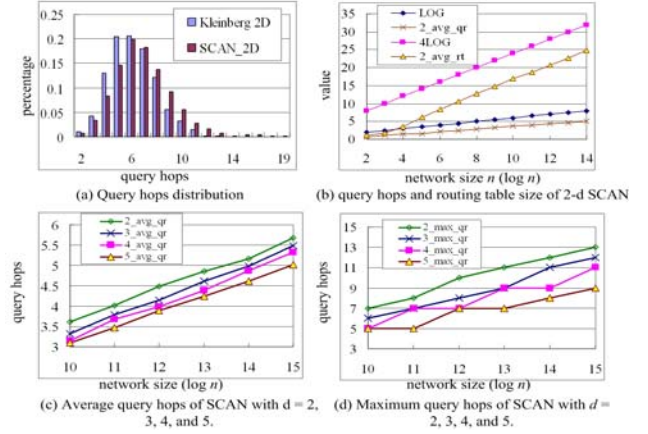 Kleinberg 2D
SCAN_2D
0.25
0.2
0.15
0.1
0.05
0
percentage
2 6 10 14 19
query hops
(a) Query hops distribution
LOG
2_avg_qr
4LOG
2_avg_rt
35
30
25
20
15
10
5
0
value
2 4 6 8 10 12 14
network size n (log n)
(b) query hops and routing table size of 2-d SCAN
2_avg_qr
3_avg_qr
4_avg_qr
5_avg_qr
6
5.5
5
4.5
4
3.5
3
query hops
10 11 12 13 14 15
network size (log n)
(c) Average query hops of SCAN with d = 2,
3, 4, and 5.
2_max_qr
3_max_qr
4_max_qr
5_max_qr
15
13
11
9
7
5
3
query hops
10 11 12 13 14 15
network size (log n)
(d) Maximum query hops of SCAN with d =
2, 3, 4, and 5.